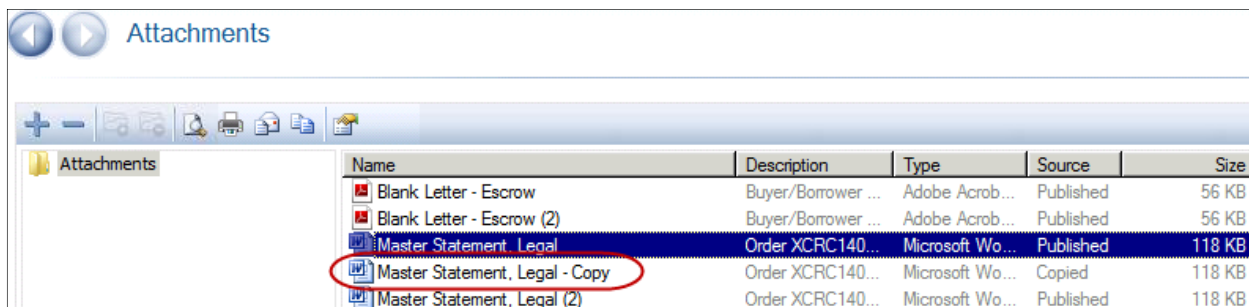 Attachments
Attachments
Name Description Type Source Size
Blank Letter - Escrow Buyer/Borrower ... Adobe Acrob... Published 56 KB
Blank Letter - Escrow (2) Buyer/Borrower ... Adobe Acrob... Published 56 KB
Master Statement, Legal Order XCRC140... Microsoft Wo... Published 118 KB
Master Statement, Legal - Copy Order XCRC140... Microsoft Wo... Copied 118 KB
Master Statement, Legal (2) Order XCRC140... Microsoft Wo... Published 118 KB